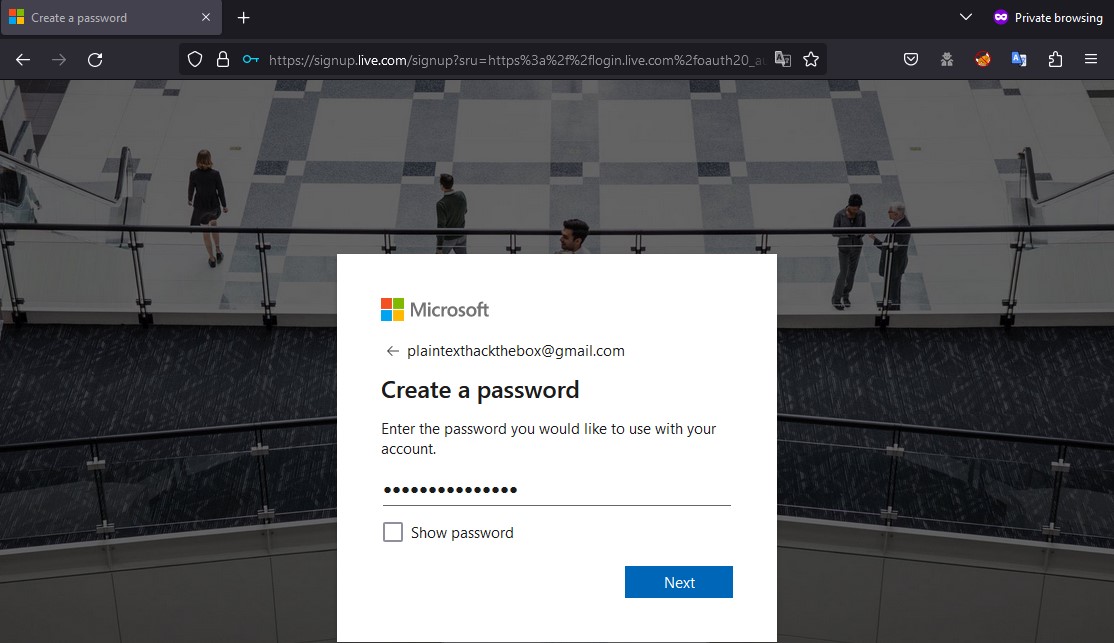 Create a password
Private browsing
https://signup.live.com/signup?sru=https%3a%2f%2flogin.live.com%2foauth20_au
Microsoft
plaintexthackthebox@gmail.com
Create a password
Enter the password you would like to use with your
account.
Show password
Next